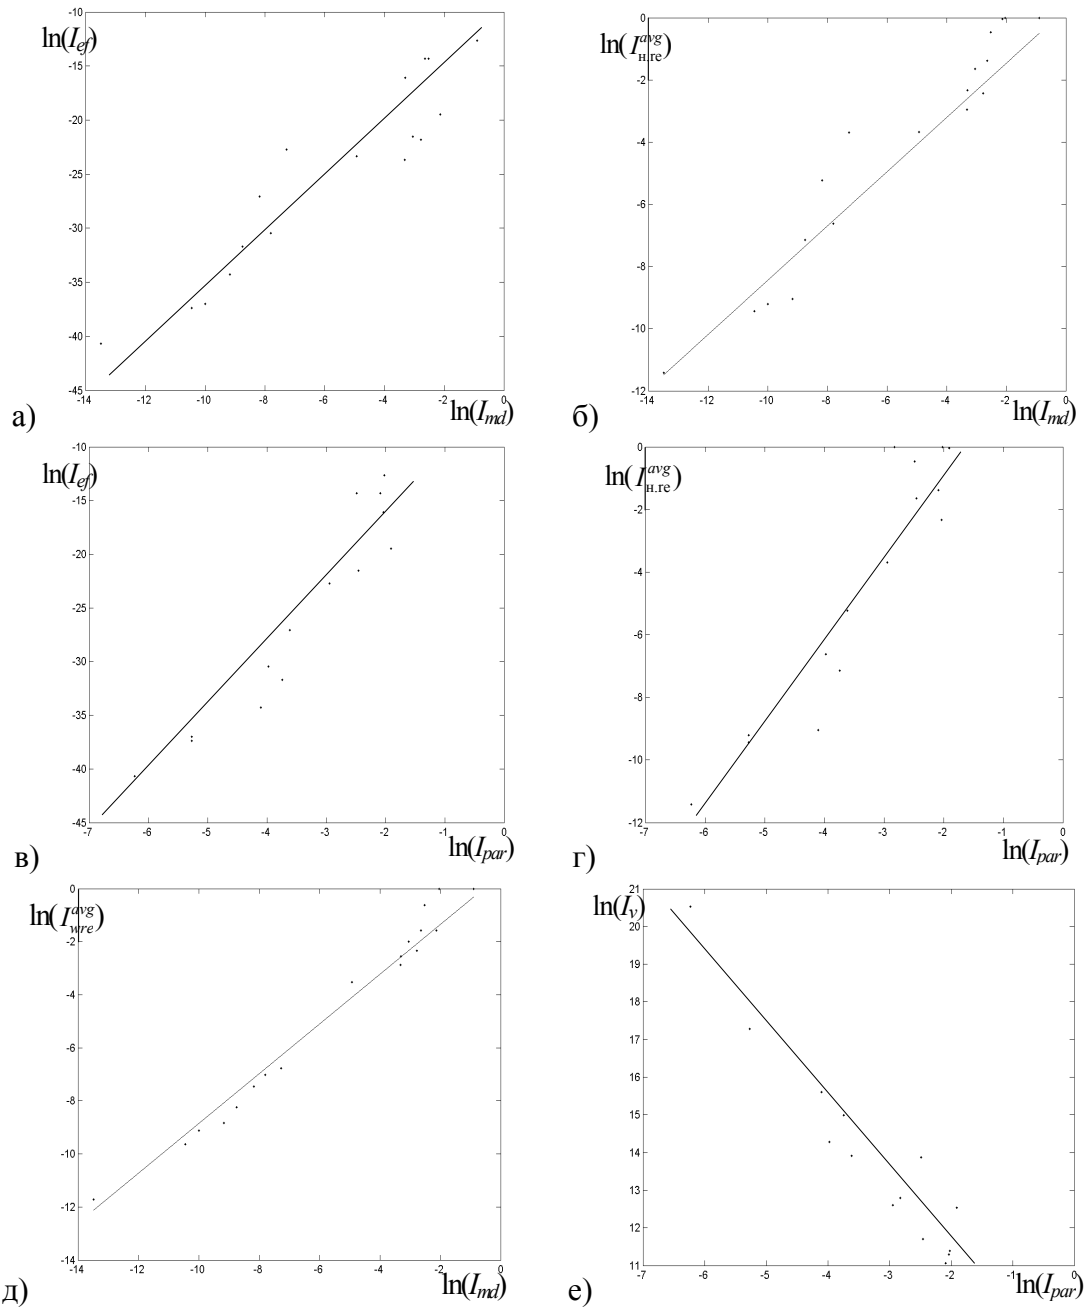 -10
ln(I_ef)
-15
-20
-25
-30
-35
-40
-45
-14 -12 -10 -8 -6 -4 -2 0
а) ln(I_md)
0
ln(I^avg_н.ге)
-2
-4
-6
-8
-10
-12
-14 -12 -10 -8 -6 -4 -2 0
б) ln(I_md)
-10
ln(I_ef)
-15
-20
-25
-30
-35
-40
-45
-7 -6 -5 -4 -3 -2 -1 0
в) ln(I_par)
0
ln(I^avg_н.ге)
-2
-4
-6
-8
-10
-12
-7 -6 -5 -4 -3 -2 -1 0
г) ln(I_par)
0
ln(I^avg_wre)
-2
-4
-6
-8
-10
-12
-14
-14 -12 -10 -8 -6 -4 -2 0
д) ln(I_md)
21
ln(I_v)
20
19
18
17
16
15
14
13
12
11
-7 -6 -5 -4 -3 -2 -1 0
е) ln(I_par)